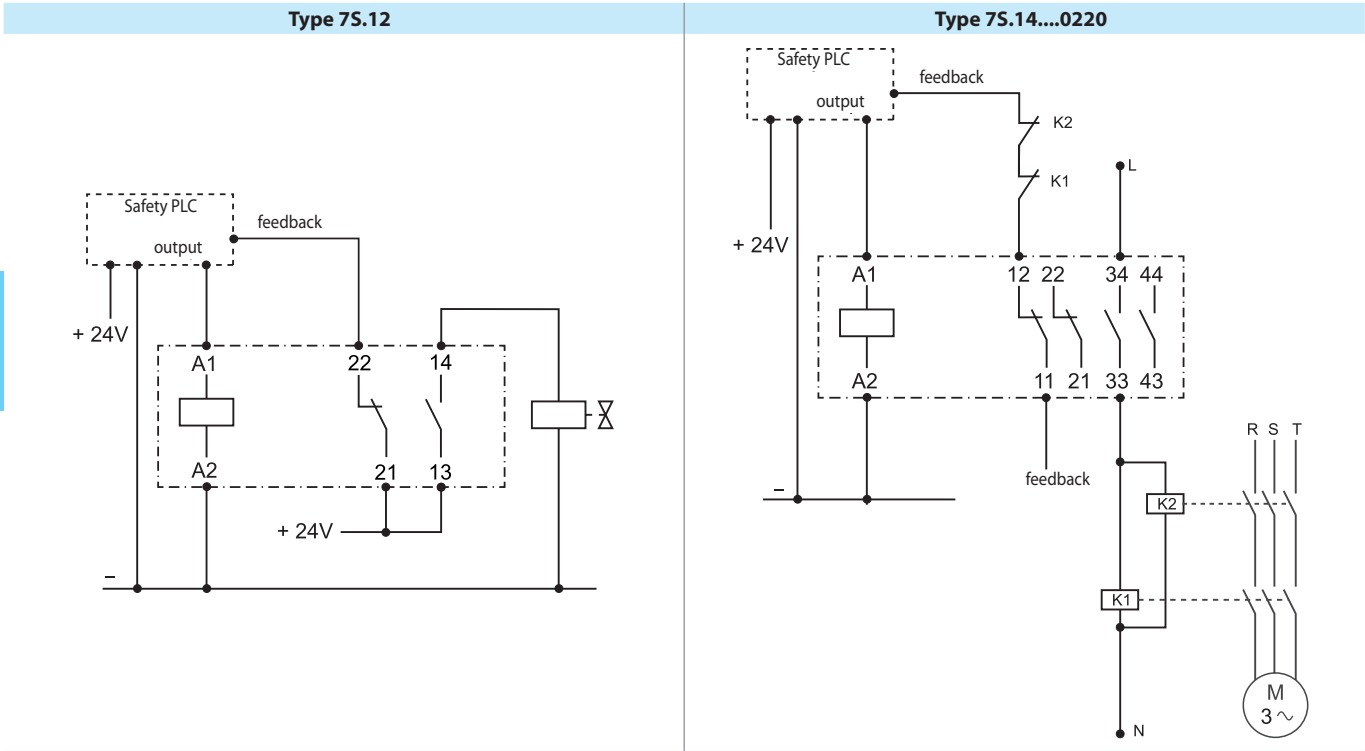 Type 7S.12
Safety PLC
output
feedback
+ 24V
A1
22
14
A2
21
13
+ 24V
–
Type 7S.14....0220
Safety PLC
output
feedback
K2
K1
L
+ 24V
A1
12 22 34 44
A2
11 21 33 43
feedback
–
R S T
K2
K1
M
3 ~
N